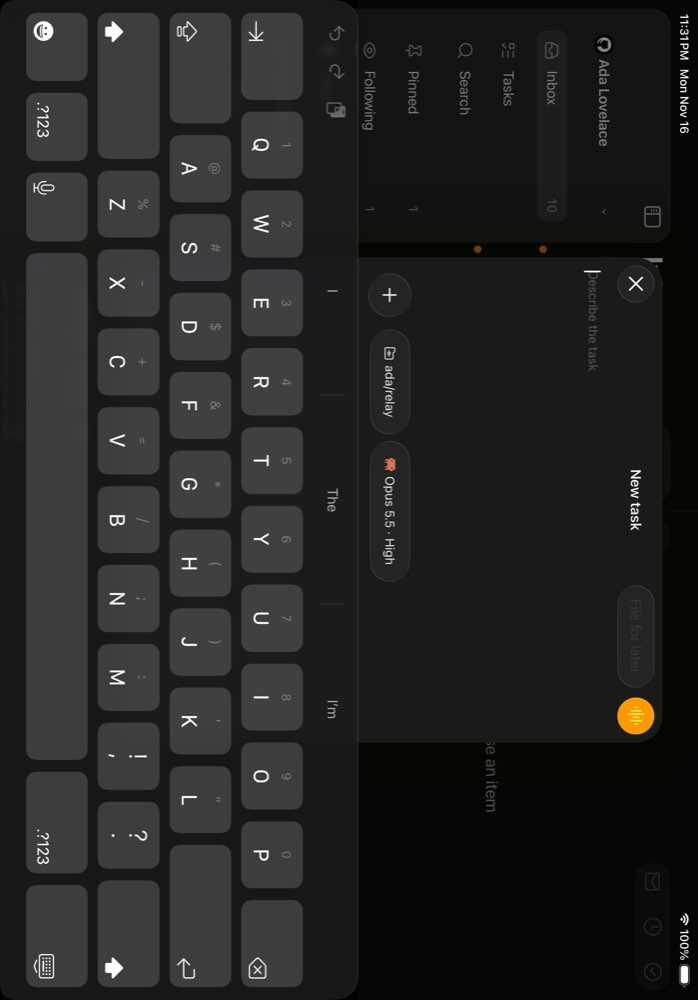 11:31 PM Mon Nov 16
100%
New task
File for later
Ada Lovelace
Describe the task
Inbox 10
Tasks
se an item
Search
Pinned 1
ada/relay
Opus 5.5 · High
Following 1
I The I'm
1 2 3 4 5 6 7 8 9 0
Q W E R T Y U I O P
@ # $ & * ( ) ' "
A S D F G H J K L
% - + = / ; : ! ?
Z X C V B N M , .
.?123 .?123